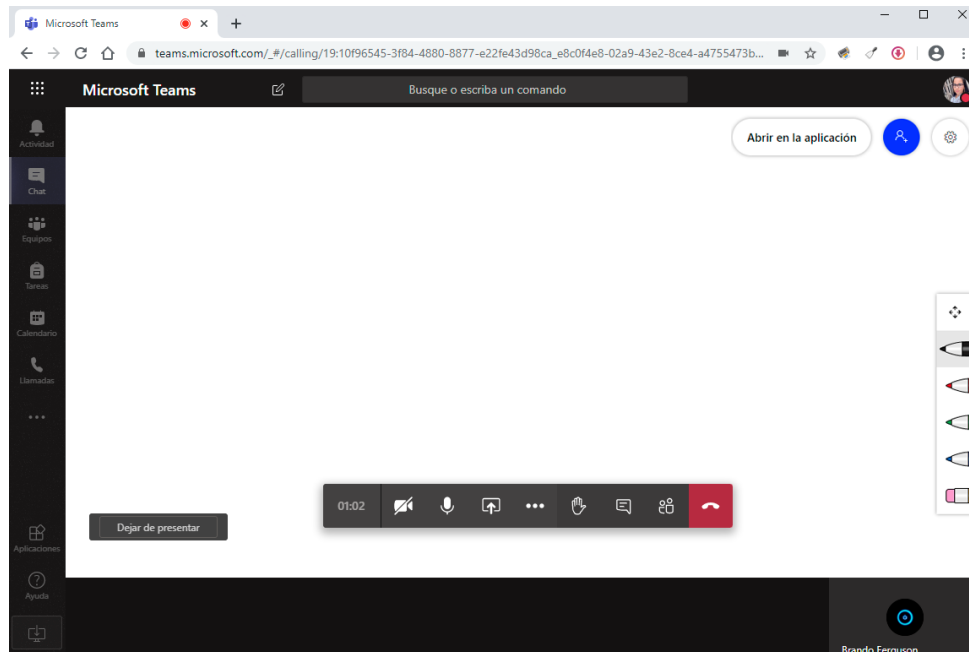 Microsoft Teams
teams.microsoft.com/_#/calling/19:10f96545-3f84-4880-8877-e22fe43d98ca_e8c0f4e8-02a9-43e2-8ce4-a4755473b...
Microsoft Teams
Busque o escriba un comando
Abrir en la aplicación
Actividad
Chat
Equipos
Tareas
Calendario
Llamadas
01:02
Dejar de presentar
Aplicaciones
Ayuda
Brando Ferguson